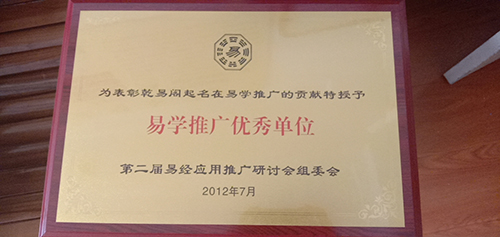 易
为表彰乾易阁起名在易学推广的贡献特授予
易学推广优秀单位
第二届易经应用推广研讨会组委会
2012年7月